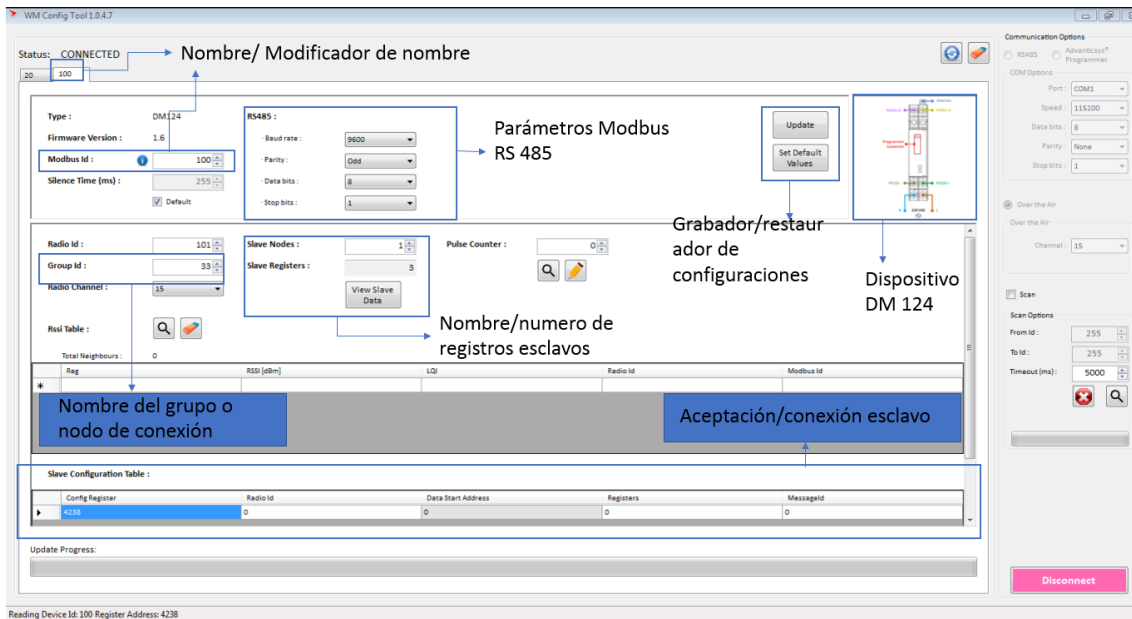 WM Config Tool 1.0.4.7
Status: CONNECTED
Nombre/ Modificador de nombre
20
100
Type :
DM124
Firmware Version :
1.6
Modbus Id :
100
Silence Time (ms) :
255
Default
RS485 :
· Baud rate :
9600
· Parity :
Odd
· Data bits :
8
· Stop bits :
1
Parámetros Modbus
RS 485
Update
Set Default
Values
Grabador/restaur
ador de
configuraciones
Dispositivo
DM 124
Radio Id :
101
Group Id :
33
Radio Channel :
15
Slave Nodes :
1
Slave Registers :
3
View Slave
Data
Pulse Counter :
0
Nombre/numero de
registros esclavos
Rssi Table :
Total Neighbours :
0
Reg
RSSI [dBm]
LQI
Radio Id
Modbus Id
Nombre del grupo o
nodo de conexión
Aceptación/conexión esclavo
Slave Configuration Table :
Config Register
Radio Id
Data Start Address
Registers
MessageId
4238
0
0
0
0
Update Progress:
Reading Device Id: 100 Register Address: 4238
Communication Options
RS485
Advanticsys®
Programmer
COM Options
Port :
COM1
Speed :
115200
Data bits :
8
Parity :
None
Stop bits :
1
Over the Air
Over the Air
Channel :
15
Scan
Scan Options
From Id :
255
To Id :
255
Timeout (ms) :
5000
Disconnect